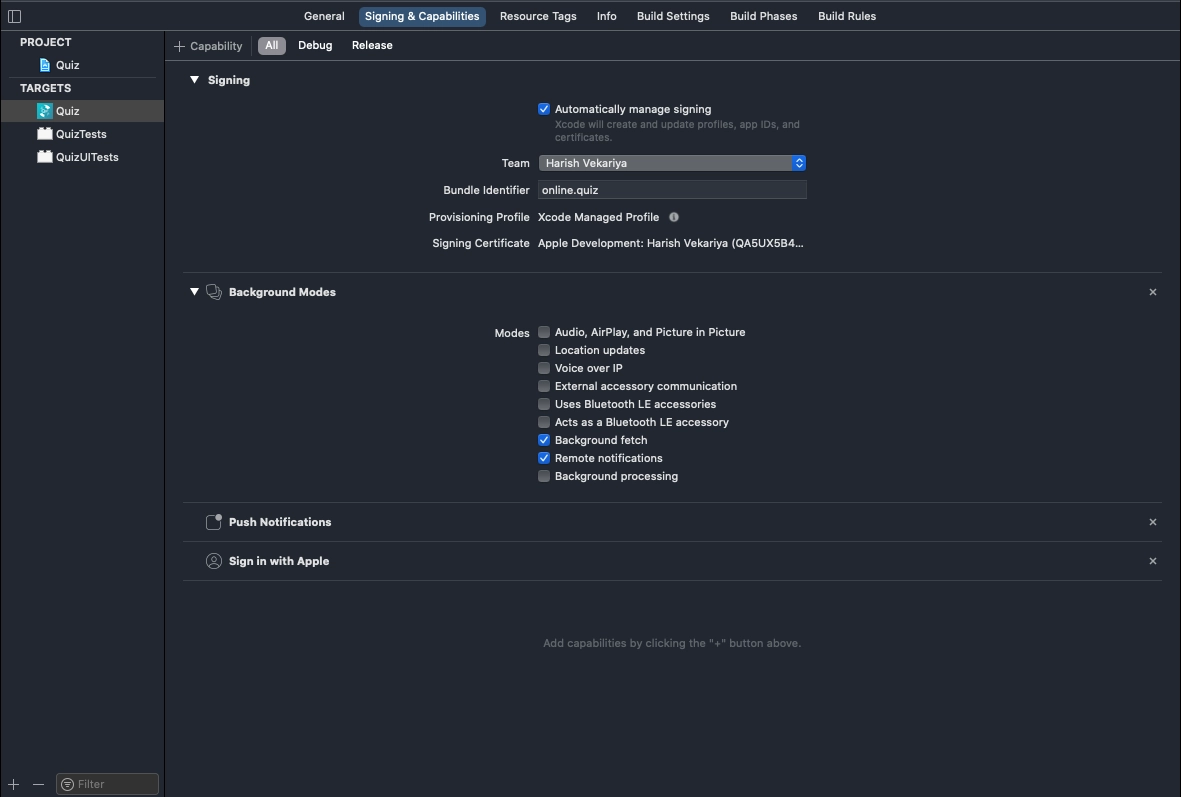 General Signing & Capabilities Resource Tags Info Build Settings Build Phases Build Rules
PROJECT
Quiz
TARGETS
Quiz
QuizTests
QuizUITests
+ Capability All Debug Release
Signing
Automatically manage signing
Xcode will create and update profiles, app IDs, and
certificates.
Team Harish Vekariya
Bundle Identifier online.quiz
Provisioning Profile Xcode Managed Profile
Signing Certificate Apple Development: Harish Vekariya (QA5UX5B4...
Background Modes
Modes
Audio, AirPlay, and Picture in Picture
Location updates
Voice over IP
External accessory communication
Uses Bluetooth LE accessories
Acts as a Bluetooth LE accessory
Background fetch
Remote notifications
Background processing
Push Notifications
Sign in with Apple
Add capabilities by clicking the "+" button above.
Filter